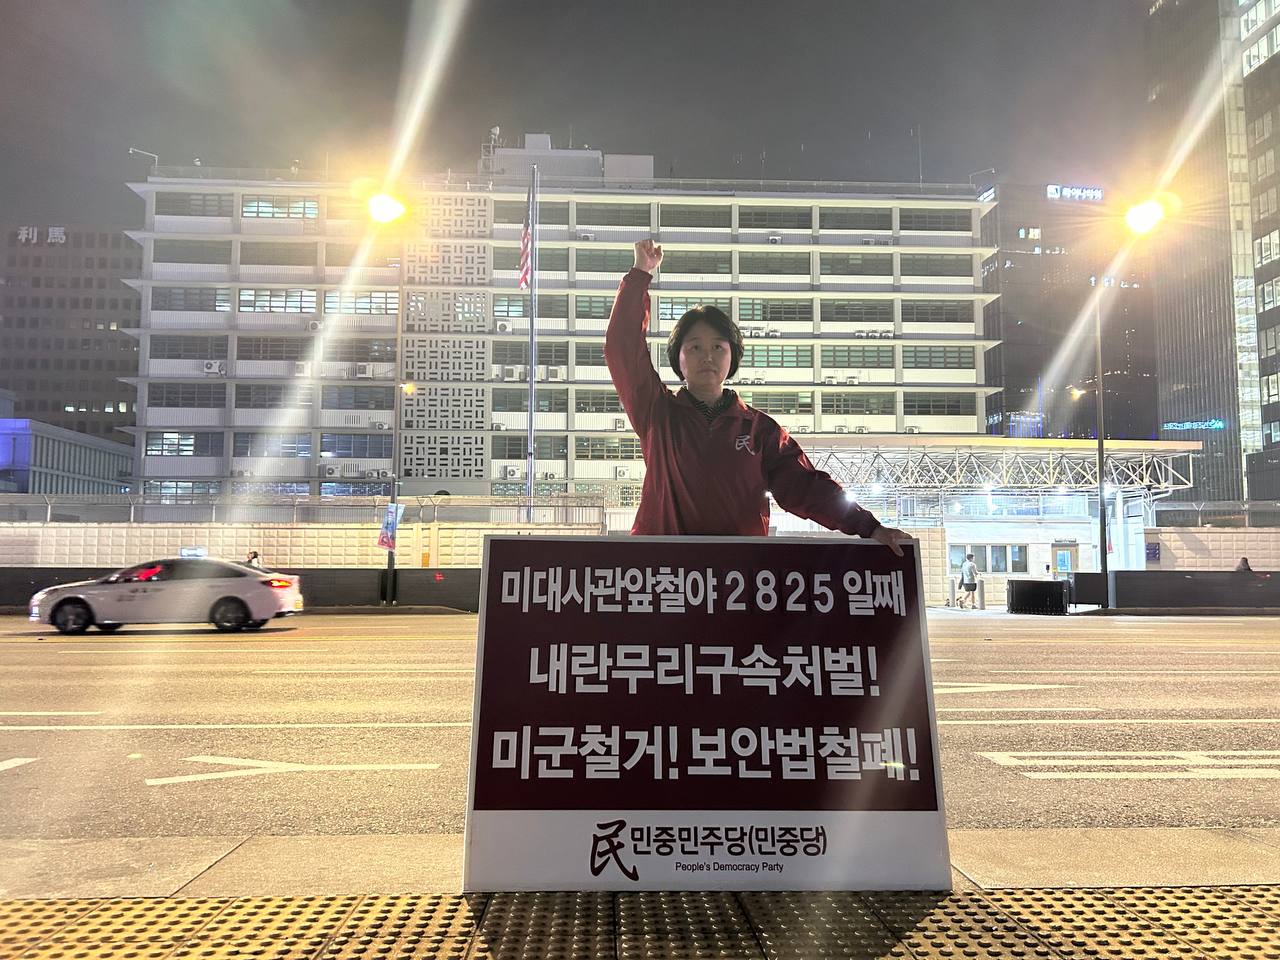 利馬
民
미대사관앞철야 2825 일째
내란무리구속처벌!
미군철거! 보안법철폐!
民 민중민주당(민중당)
People's Democracy Party